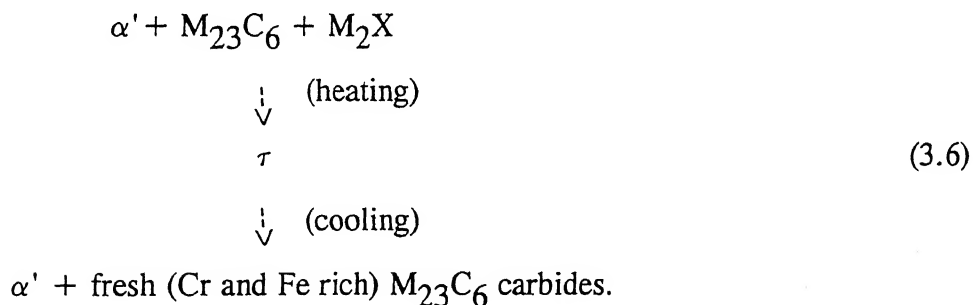 α' + M₂₃C₆ + M₂X
(heating)
τ
(3.6)
(cooling)
α' + fresh (Cr and Fe rich) M₂₃C₆ carbides.